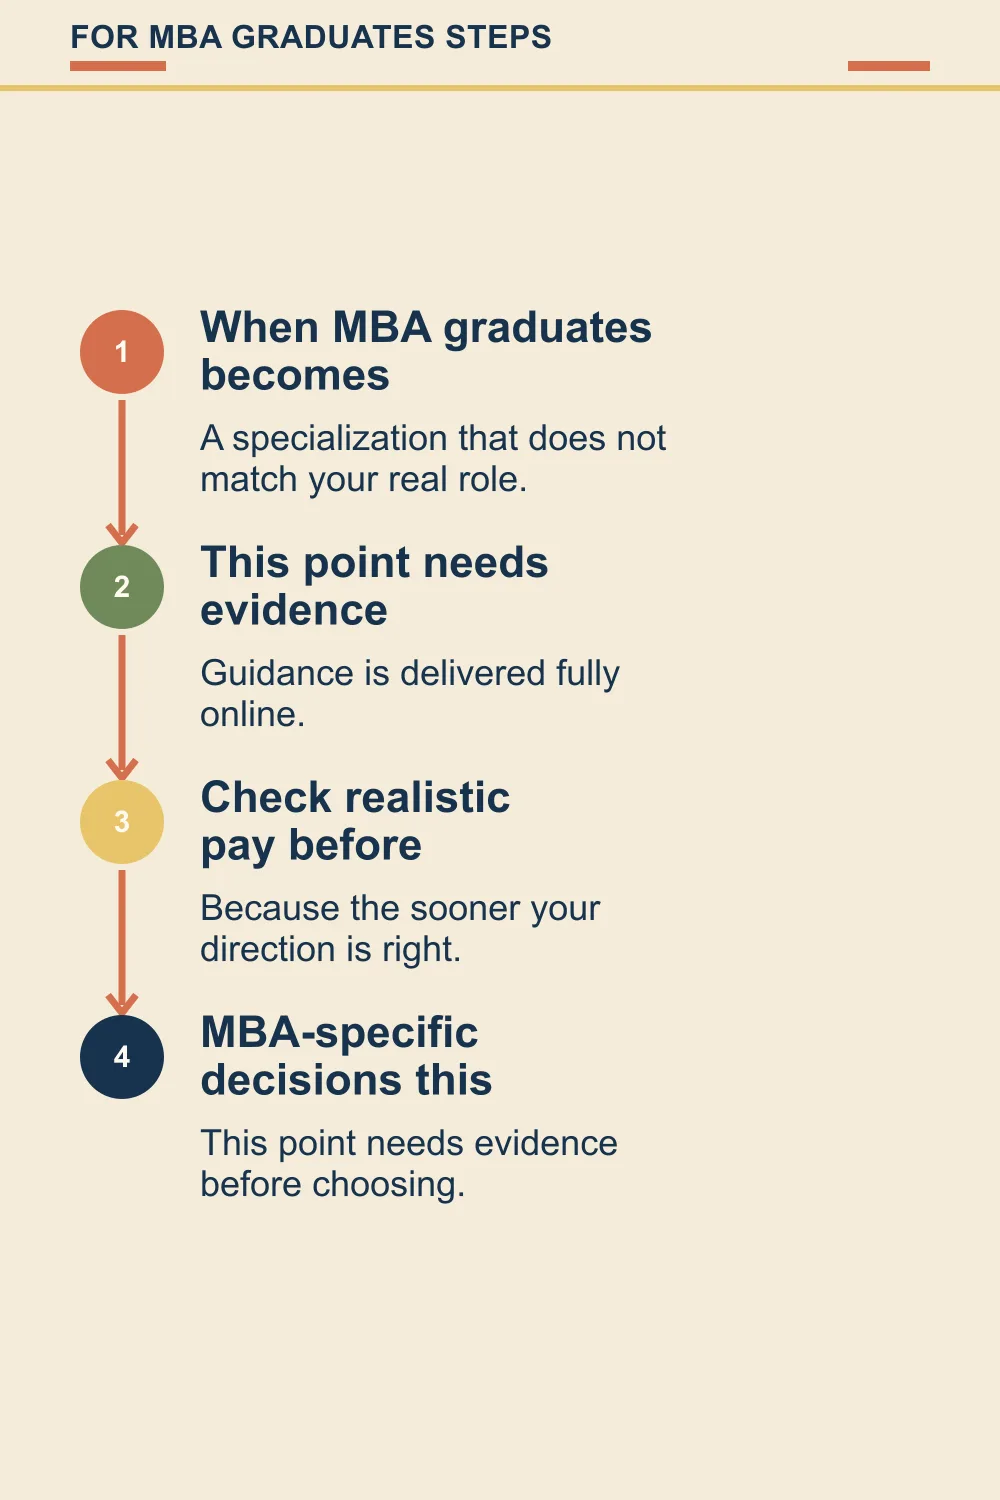 FOR MBA GRADUATES STEPS
1
When MBA graduates
becomes
A specialization that does not
match your real role.
2
This point needs
evidence
Guidance is delivered fully
online.
3
Check realistic
pay before
Because the sooner your
direction is right.
4
MBA-specific
decisions this
This point needs evidence
before choosing.